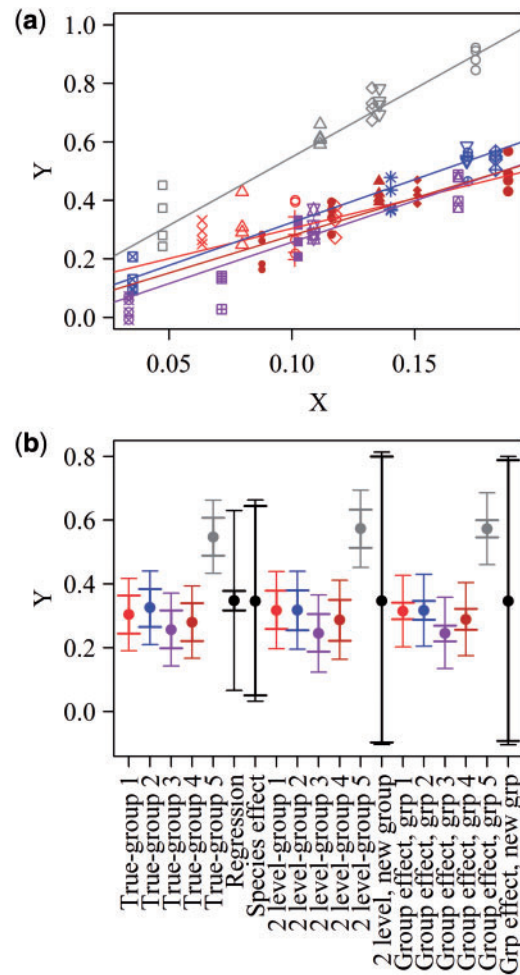 (a)
1.0
0.8
0.6
0.4
0.2
0.0
Y
0.05 0.10 0.15
X
(b)
0.8
0.6
0.4
0.2
0.0
Y
True-group 1
True-group 2
True-group 3
True-group 4
True-group 5
Regression
Species effect
2 level-group 1
2 level-group 2
2 level-group 3
2 level-group 4
2 level-group 5
2 level, new group
Group effect, grp 1
Group effect, grp 2
Group effect, grp 3
Group effect, grp 4
Group effect, grp 5
Grp effect, new grp